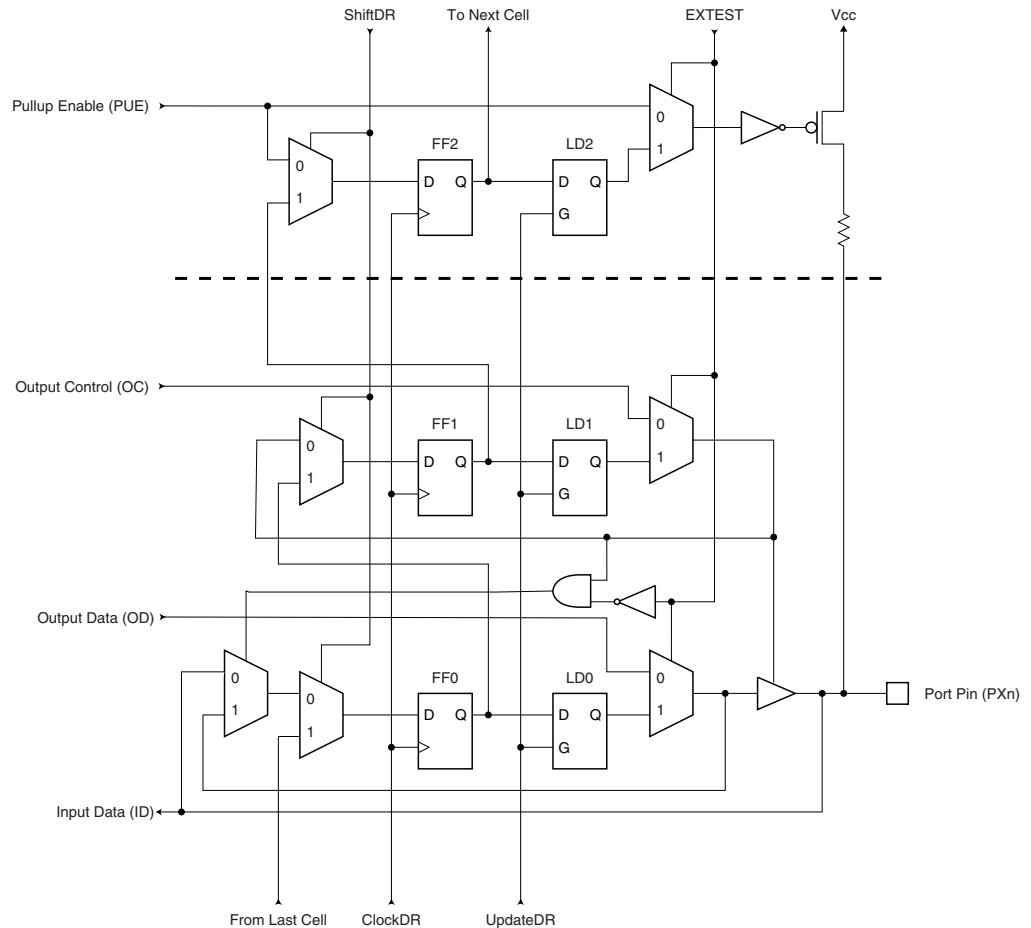 ShiftDR To Next Cell EXTEST Vcc
Pullup Enable (PUE)
0
1
FF2
D Q
LD2
D Q
G
0
1
Output Control (OC)
0
1
FF1
D Q
LD1
D Q
G
0
1
Output Data (OD)
0
1
0
1
FF0
D Q
LD0
D Q
G
0
1
Port Pin (PXn)
Input Data (ID)
From Last Cell ClockDR UpdateDR